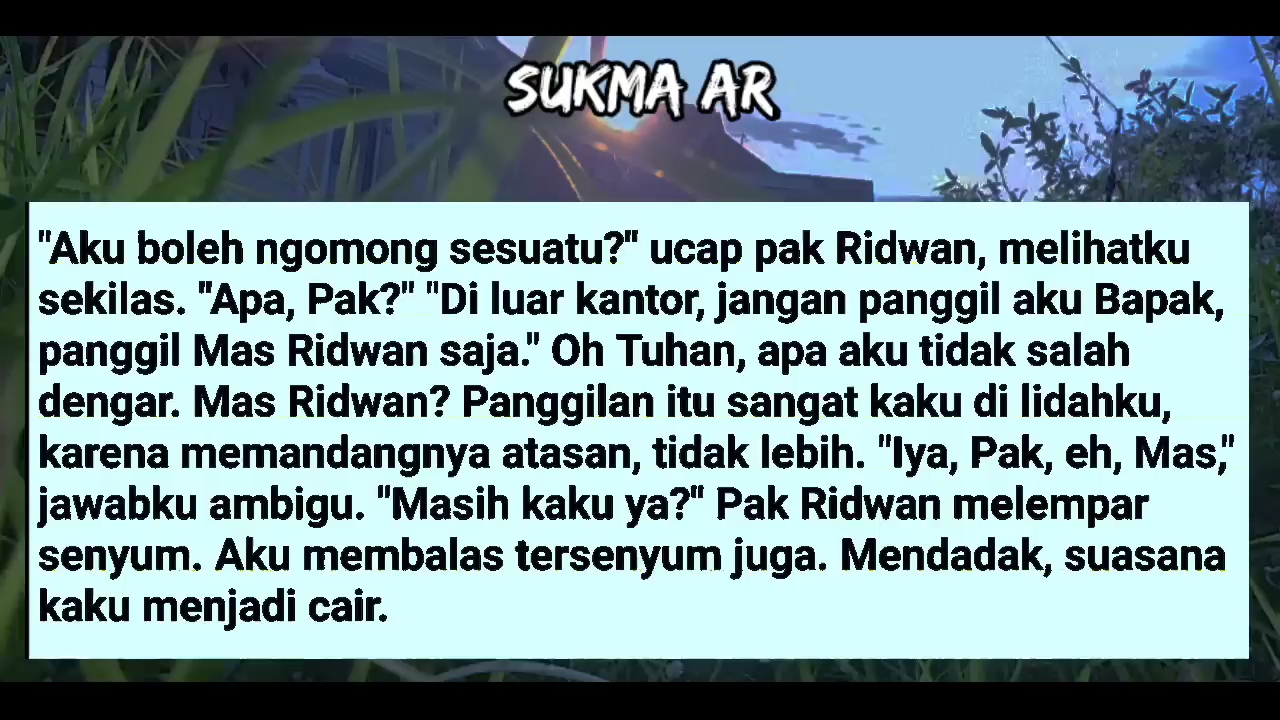 SUKMA AR
"Aku boleh ngomong sesuatu?" ucap pak Ridwan, melihatku
sekilas. "Apa, Pak?" "Di luar kantor, jangan panggil aku Bapak,
panggil Mas Ridwan saja." Oh Tuhan, apa aku tidak salah
dengar. Mas Ridwan? Panggilan itu sangat kaku di lidahku,
karena memandangnya atasan, tidak lebih. "Iya, Pak, eh, Mas,"
jawabku ambigu. "Masih kaku ya?" Pak Ridwan melempar
senyum. Aku membalas tersenyum juga. Mendadak, suasana
kaku menjadi cair.